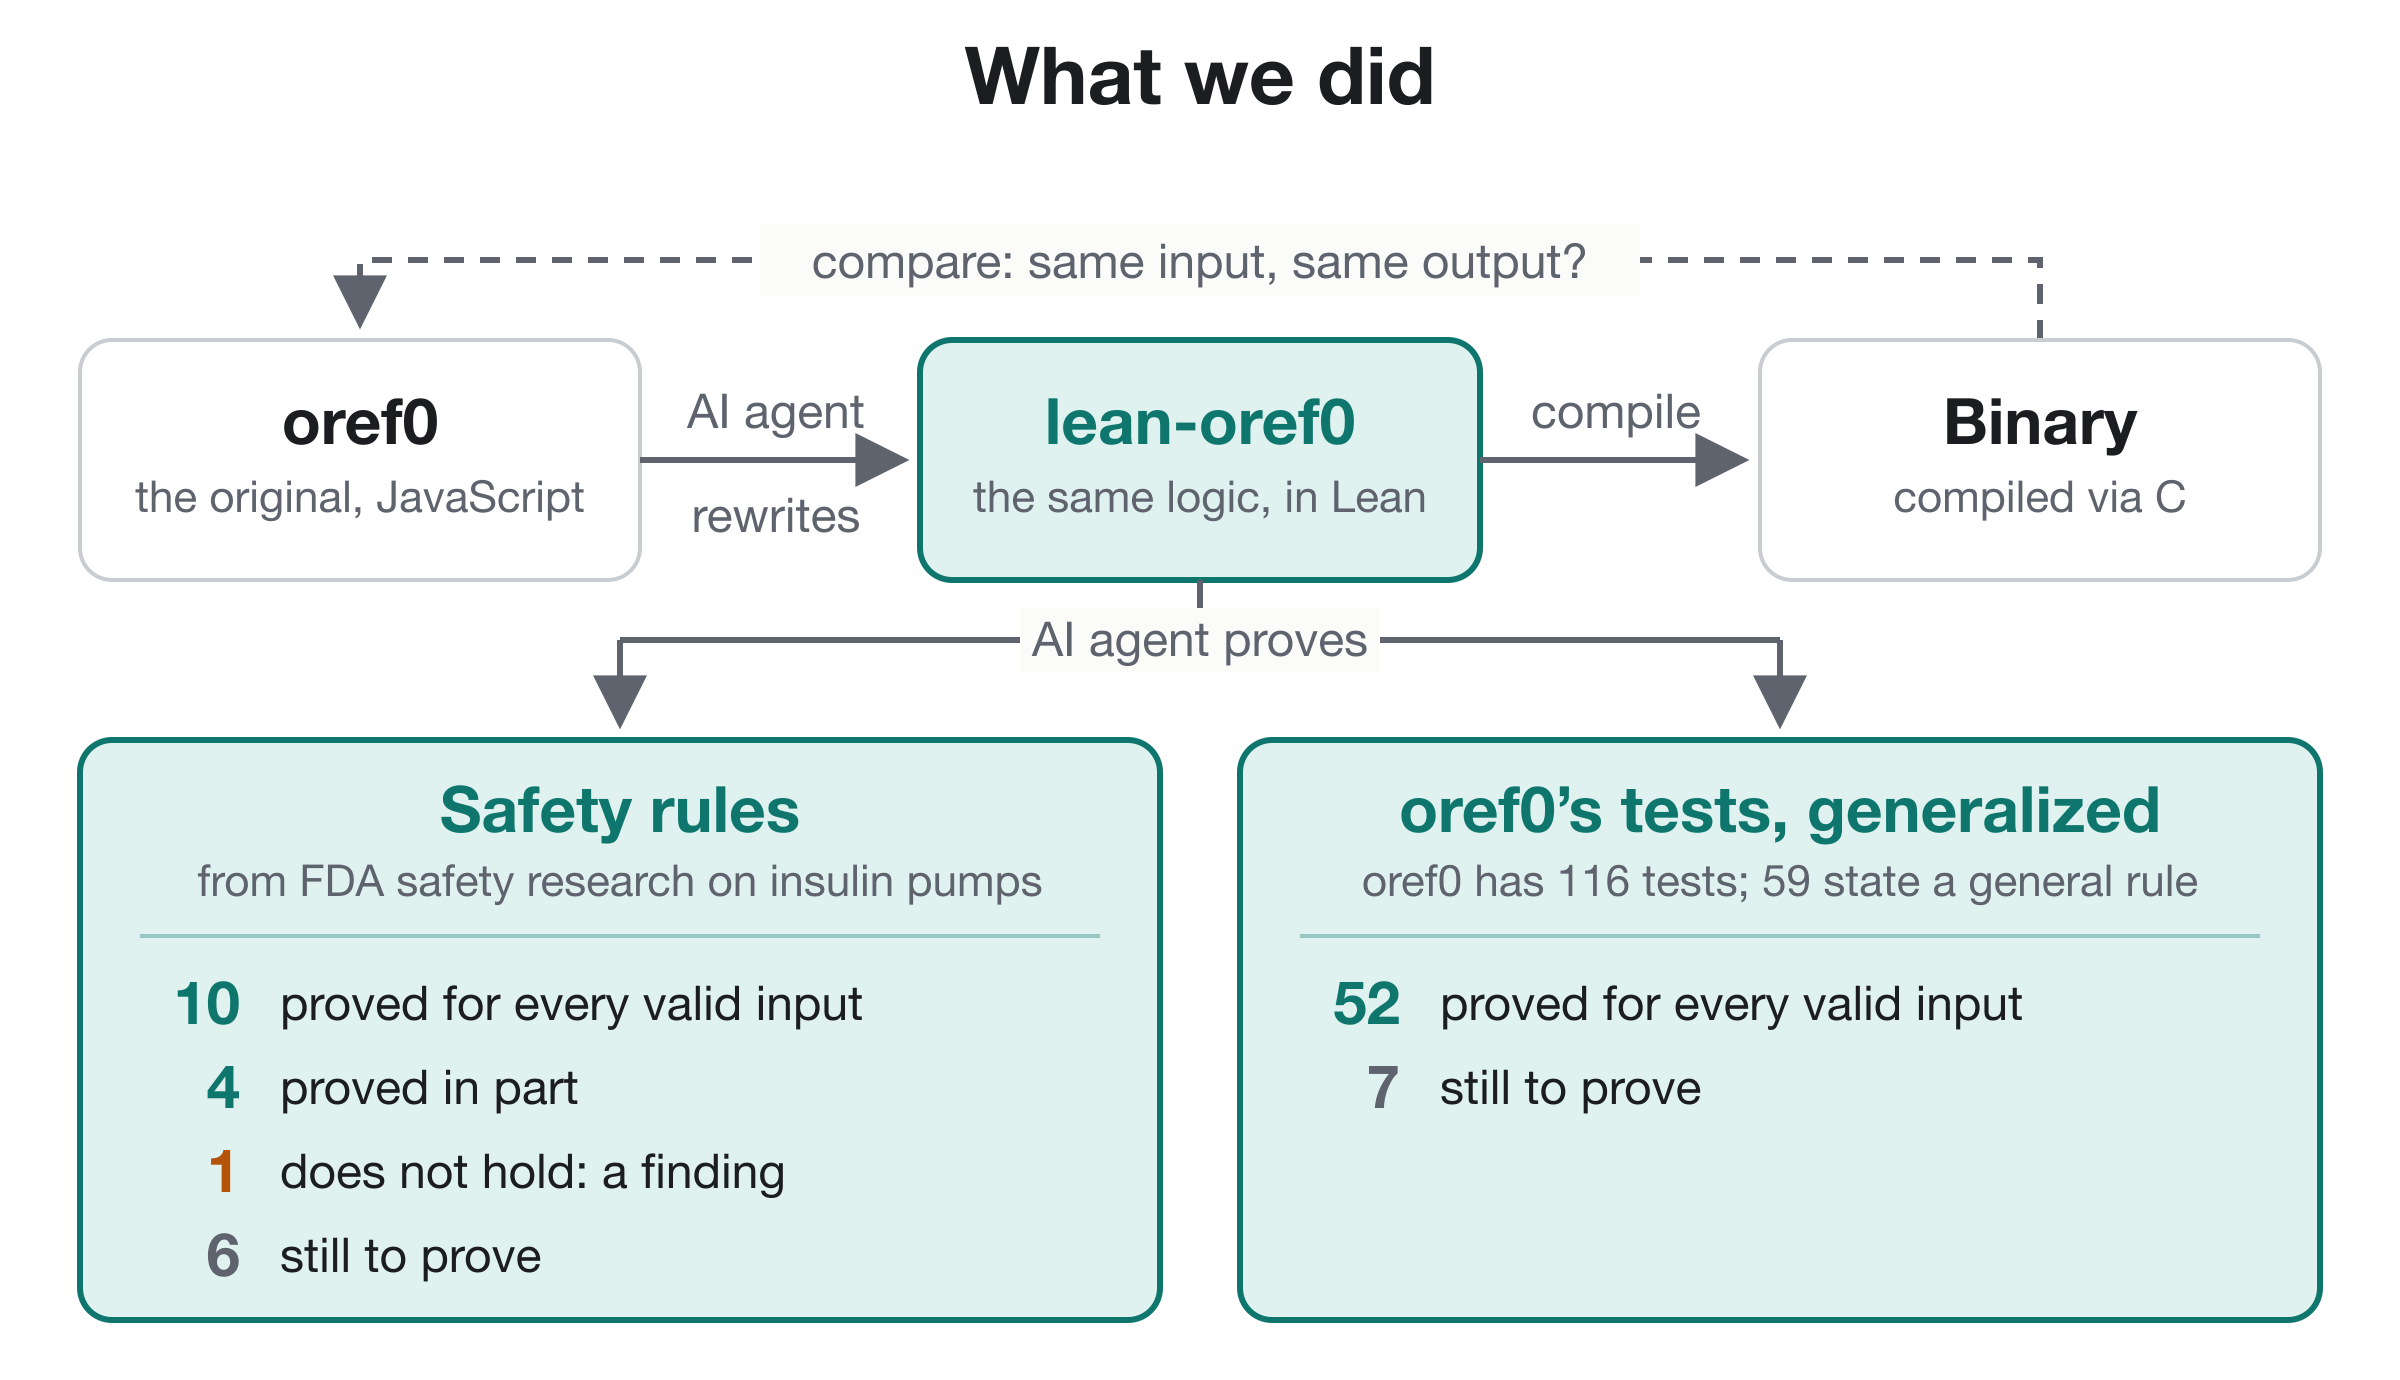 What we did
compare: same input, same output?
oref0
the original, JavaScript
AI agent
rewrites
lean-oref0
the same logic, in Lean
compile
Binary
compiled via C
AI agent proves
Safety rules
from FDA safety research on insulin pumps
10 proved for every valid input
4 proved in part
1 does not hold: a finding
6 still to prove
oref0’s tests, generalized
oref0 has 116 tests; 59 state a general rule
52 proved for every valid input
7 still to prove